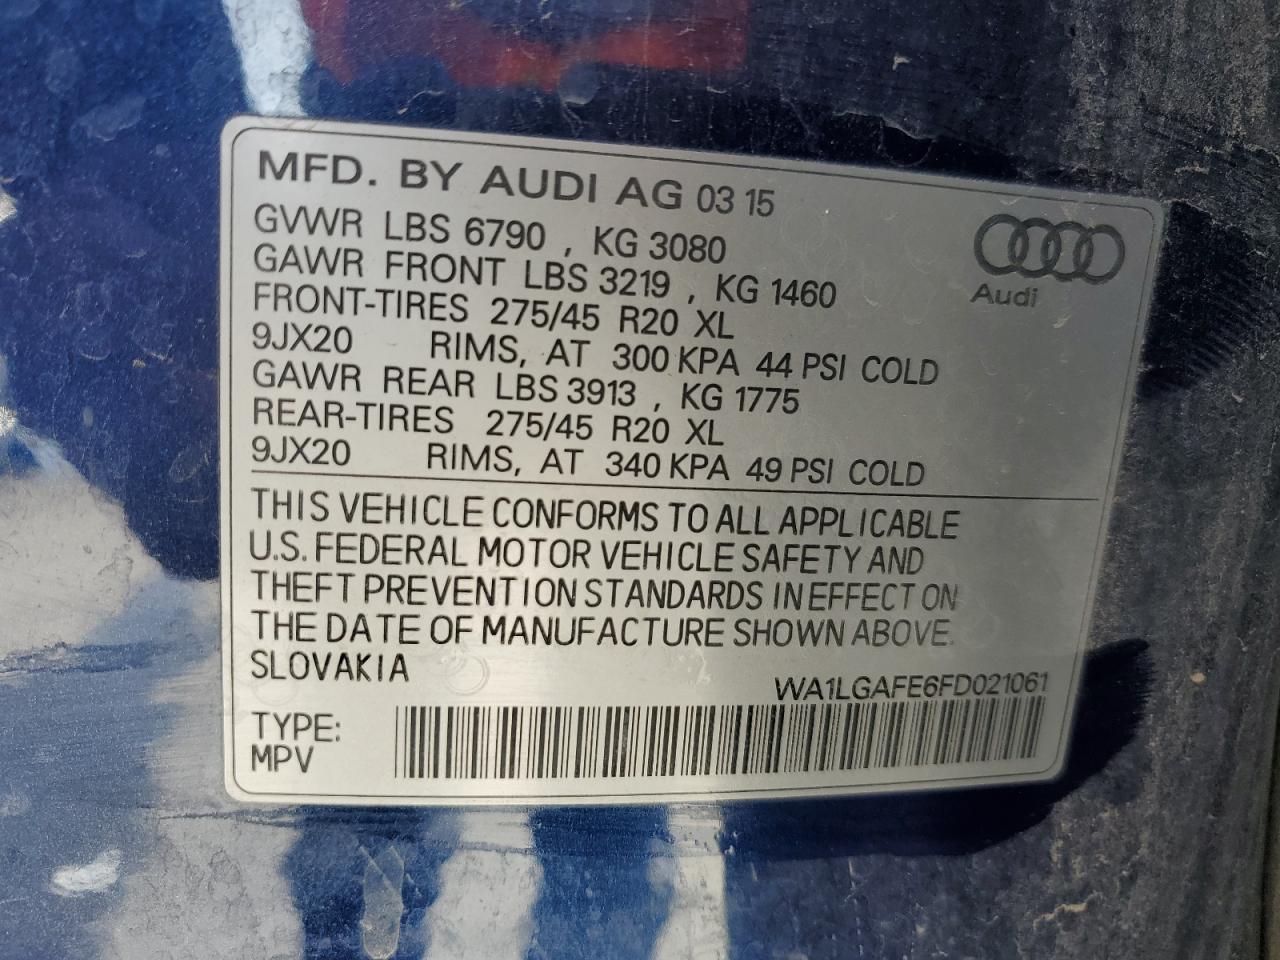 MFD. BY AUDI AG 03 15
GVWR LBS 6790 , KG 3080
GAWR FRONT LBS 3219 , KG 1460
FRONT-TIRES 275/45 R20 XL
9JX20 RIMS, AT 300 KPA 44 PSI COLD
GAWR REAR LBS 3913 , KG 1775
REAR-TIRES 275/45 R20 XL
9JX20 RIMS, AT 340 KPA 49 PSI COLD
Audi
THIS VEHICLE CONFORMS TO ALL APPLICABLE
U.S. FEDERAL MOTOR VEHICLE SAFETY AND
THEFT PREVENTION STANDARDS IN EFFECT ON
THE DATE OF MANUFACTURE SHOWN ABOVE.
SLOVAKIA
WA1LGAFE6FD021061
TYPE:
MPV